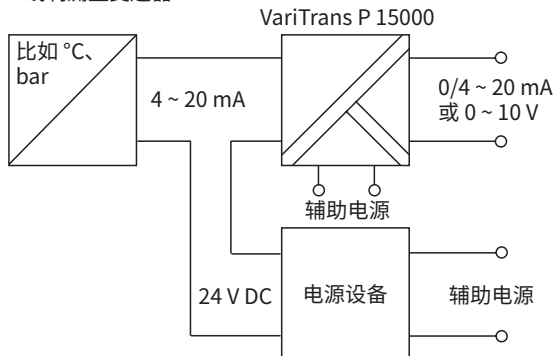 VariTrans P 15000
比如 °C、
bar
4 ~ 20 mA
0/4 ~ 20 mA
或 0 ~ 10 V
辅助电源
24 V DC
电源设备
辅助电源